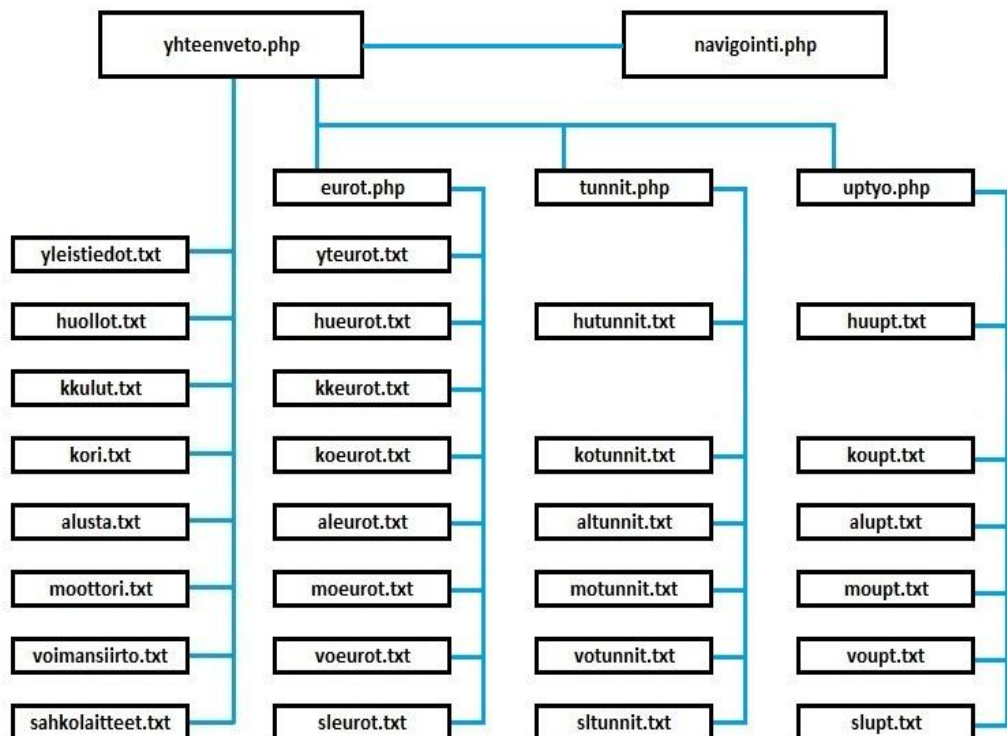 yhteenveto.php
navigointi.php
eurot.php
tunnit.php
uptyo.php
yleistiedot.txt
yteurot.txt
huollot.txt
hueurot.txt
hutunnit.txt
huupt.txt
kkulut.txt
kkeurot.txt
kori.txt
koeurot.txt
kotunnit.txt
koupt.txt
alusta.txt
aleurot.txt
altunnit.txt
alupt.txt
moottori.txt
moeurot.txt
motunnit.txt
moupt.txt
voimansiirto.txt
voeurot.txt
votunnit.txt
voupt.txt
sahkolaitteet.txt
sleurot.txt
sltunnit.txt
slupt.txt